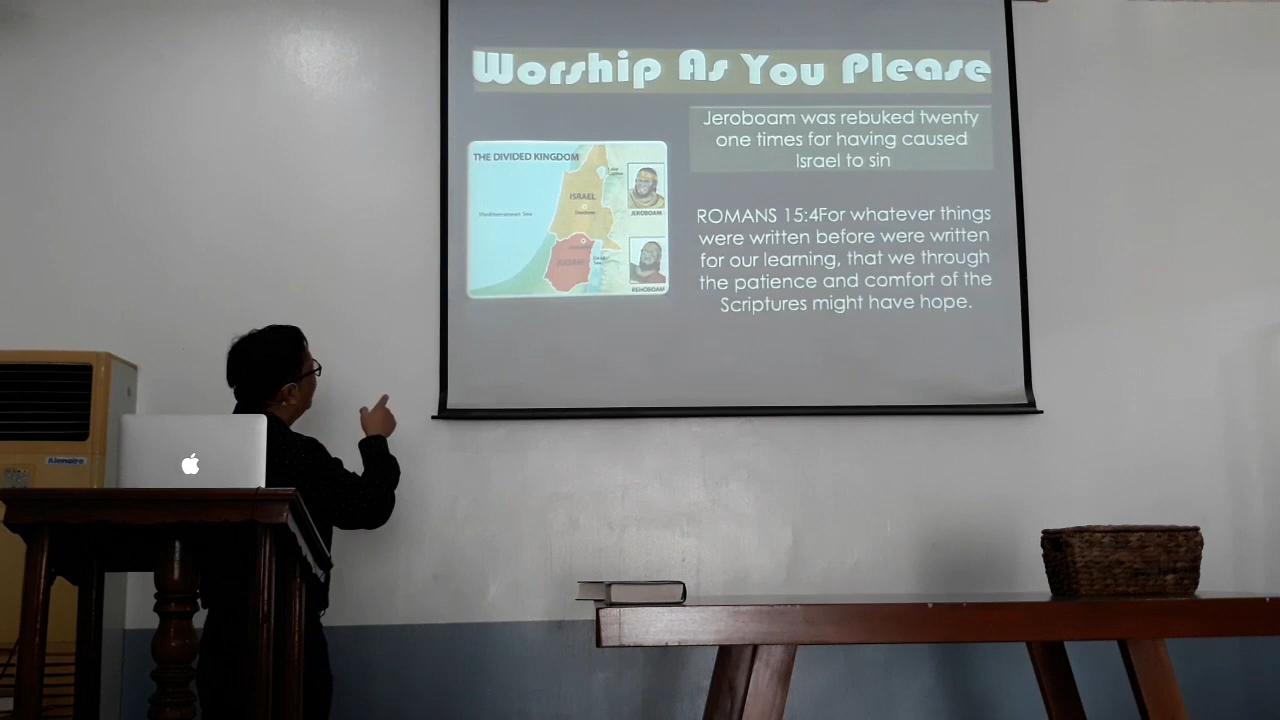 Worship As You Please
Jeroboam was rebuked twenty
one times for having caused
Israel to sin
THE DIVIDED KINGDOM
ISRAEL
Mediterranean Sea
JEROBOAM
REHOBOAM
ROMANS 15:4For whatever things
were written before were written
for our learning, that we through
the patience and comfort of the
Scriptures might have hope.